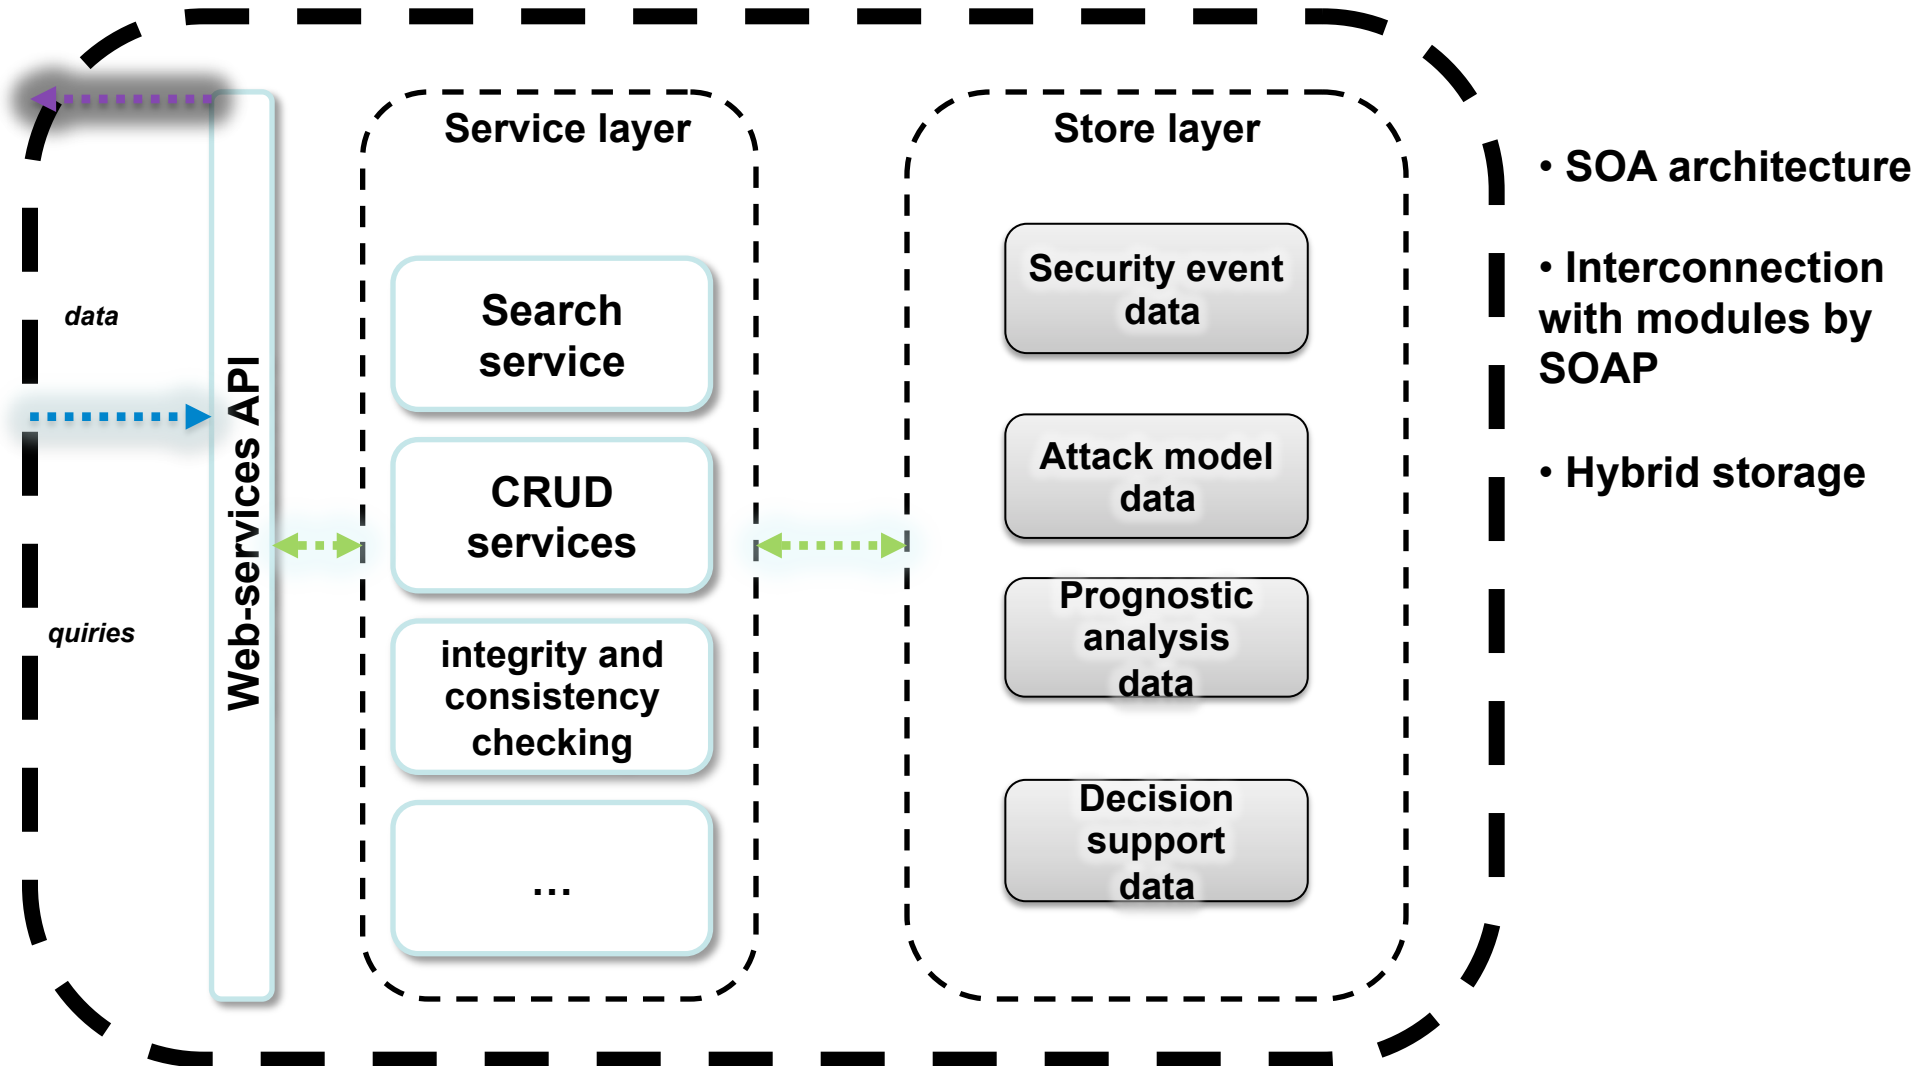 data
quiries
Web-services API
Service layer
Search
service
CRUD
services
integrity and
consistency
checking
...
Store layer
Security event
data
Attack model
data
Prognostic
analysis
data
Decision
support
data
• SOA architecture
• Interconnection
with modules by
SOAP
• Hybrid storage